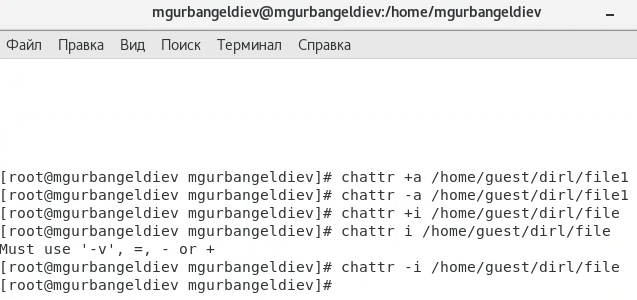 mgurbangeldiev@mgurbangeldiev:/home/mgurbangeldiev
Файл Правка Вид Поиск Терминал Справка
[root@mgurbangeldiev mgurbangeldiev]# chattr +a /home/guest/dirl/file1
[root@mgurbangeldiev mgurbangeldiev]# chattr -a /home/guest/dirl/file1
[root@mgurbangeldiev mgurbangeldiev]# chattr +i /home/guest/dirl/file
[root@mgurbangeldiev mgurbangeldiev]# chattr i /home/guest/dirl/file
Must use '-v', =, - or +
[root@mgurbangeldiev mgurbangeldiev]# chattr -i /home/guest/dirl/file
[root@mgurbangeldiev mgurbangeldiev]#